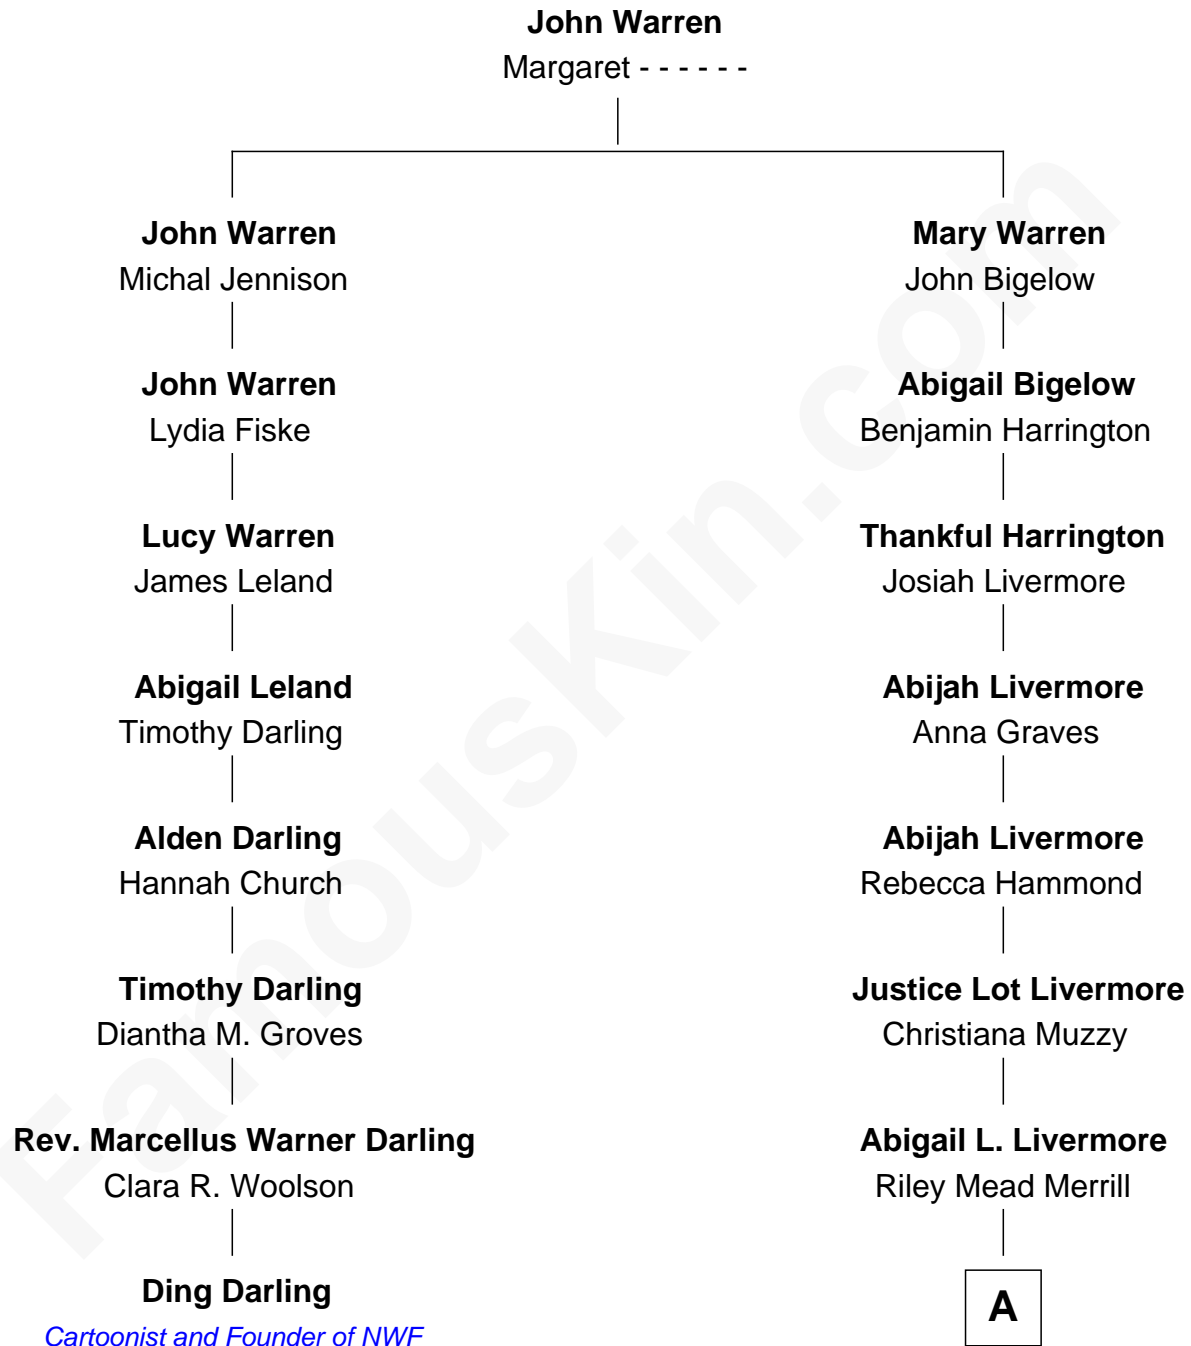 John Warren
Margaret - - - - - -
John Warren
Michal Jennison
John Warren
Lydia Fiske
Lucy Warren
James Leland
Abigail Leland
Timothy Darling
Alden Darling
Hannah Church
Timothy Darling
Diantha M. Groves
Rev. Marcellus Warner Darling
Clara R. Woolson
Ding Darling
Cartoonist and Founder of NWF
Mary Warren
John Bigelow
Abigail Bigelow
Benjamin Harrington
Thankful Harrington
Josiah Livermore
Abijah Livermore
Anna Graves
Abijah Livermore
Rebecca Hammond
Justice Lot Livermore
Christiana Muzzy
Abigail L. Livermore
Riley Mead Merrill
A
FamousKin.com